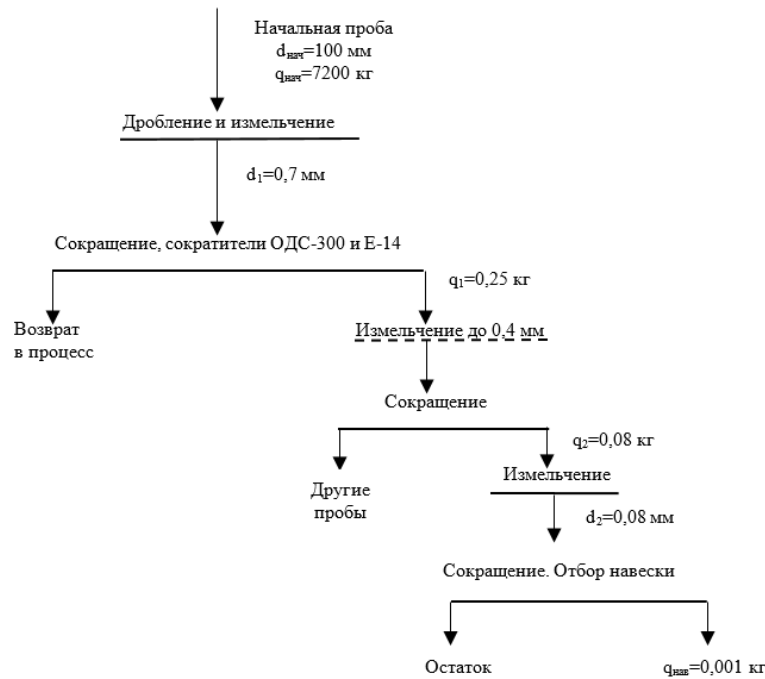 Начальная проба
dнач=100 мм
qнач=7200 кг
Дробление и измельчение
d1=0,7 мм
Сокращение, сократители ОДС-300 и Е-14
q1=0,25 кг
Возврат
в процесс
Измельчение до 0,4 мм
Сокращение
q2=0,08 кг
Другие
пробы
Измельчение
d2=0,08 мм
Сокращение. Отбор навески
Остаток
qнав=0,001 кг